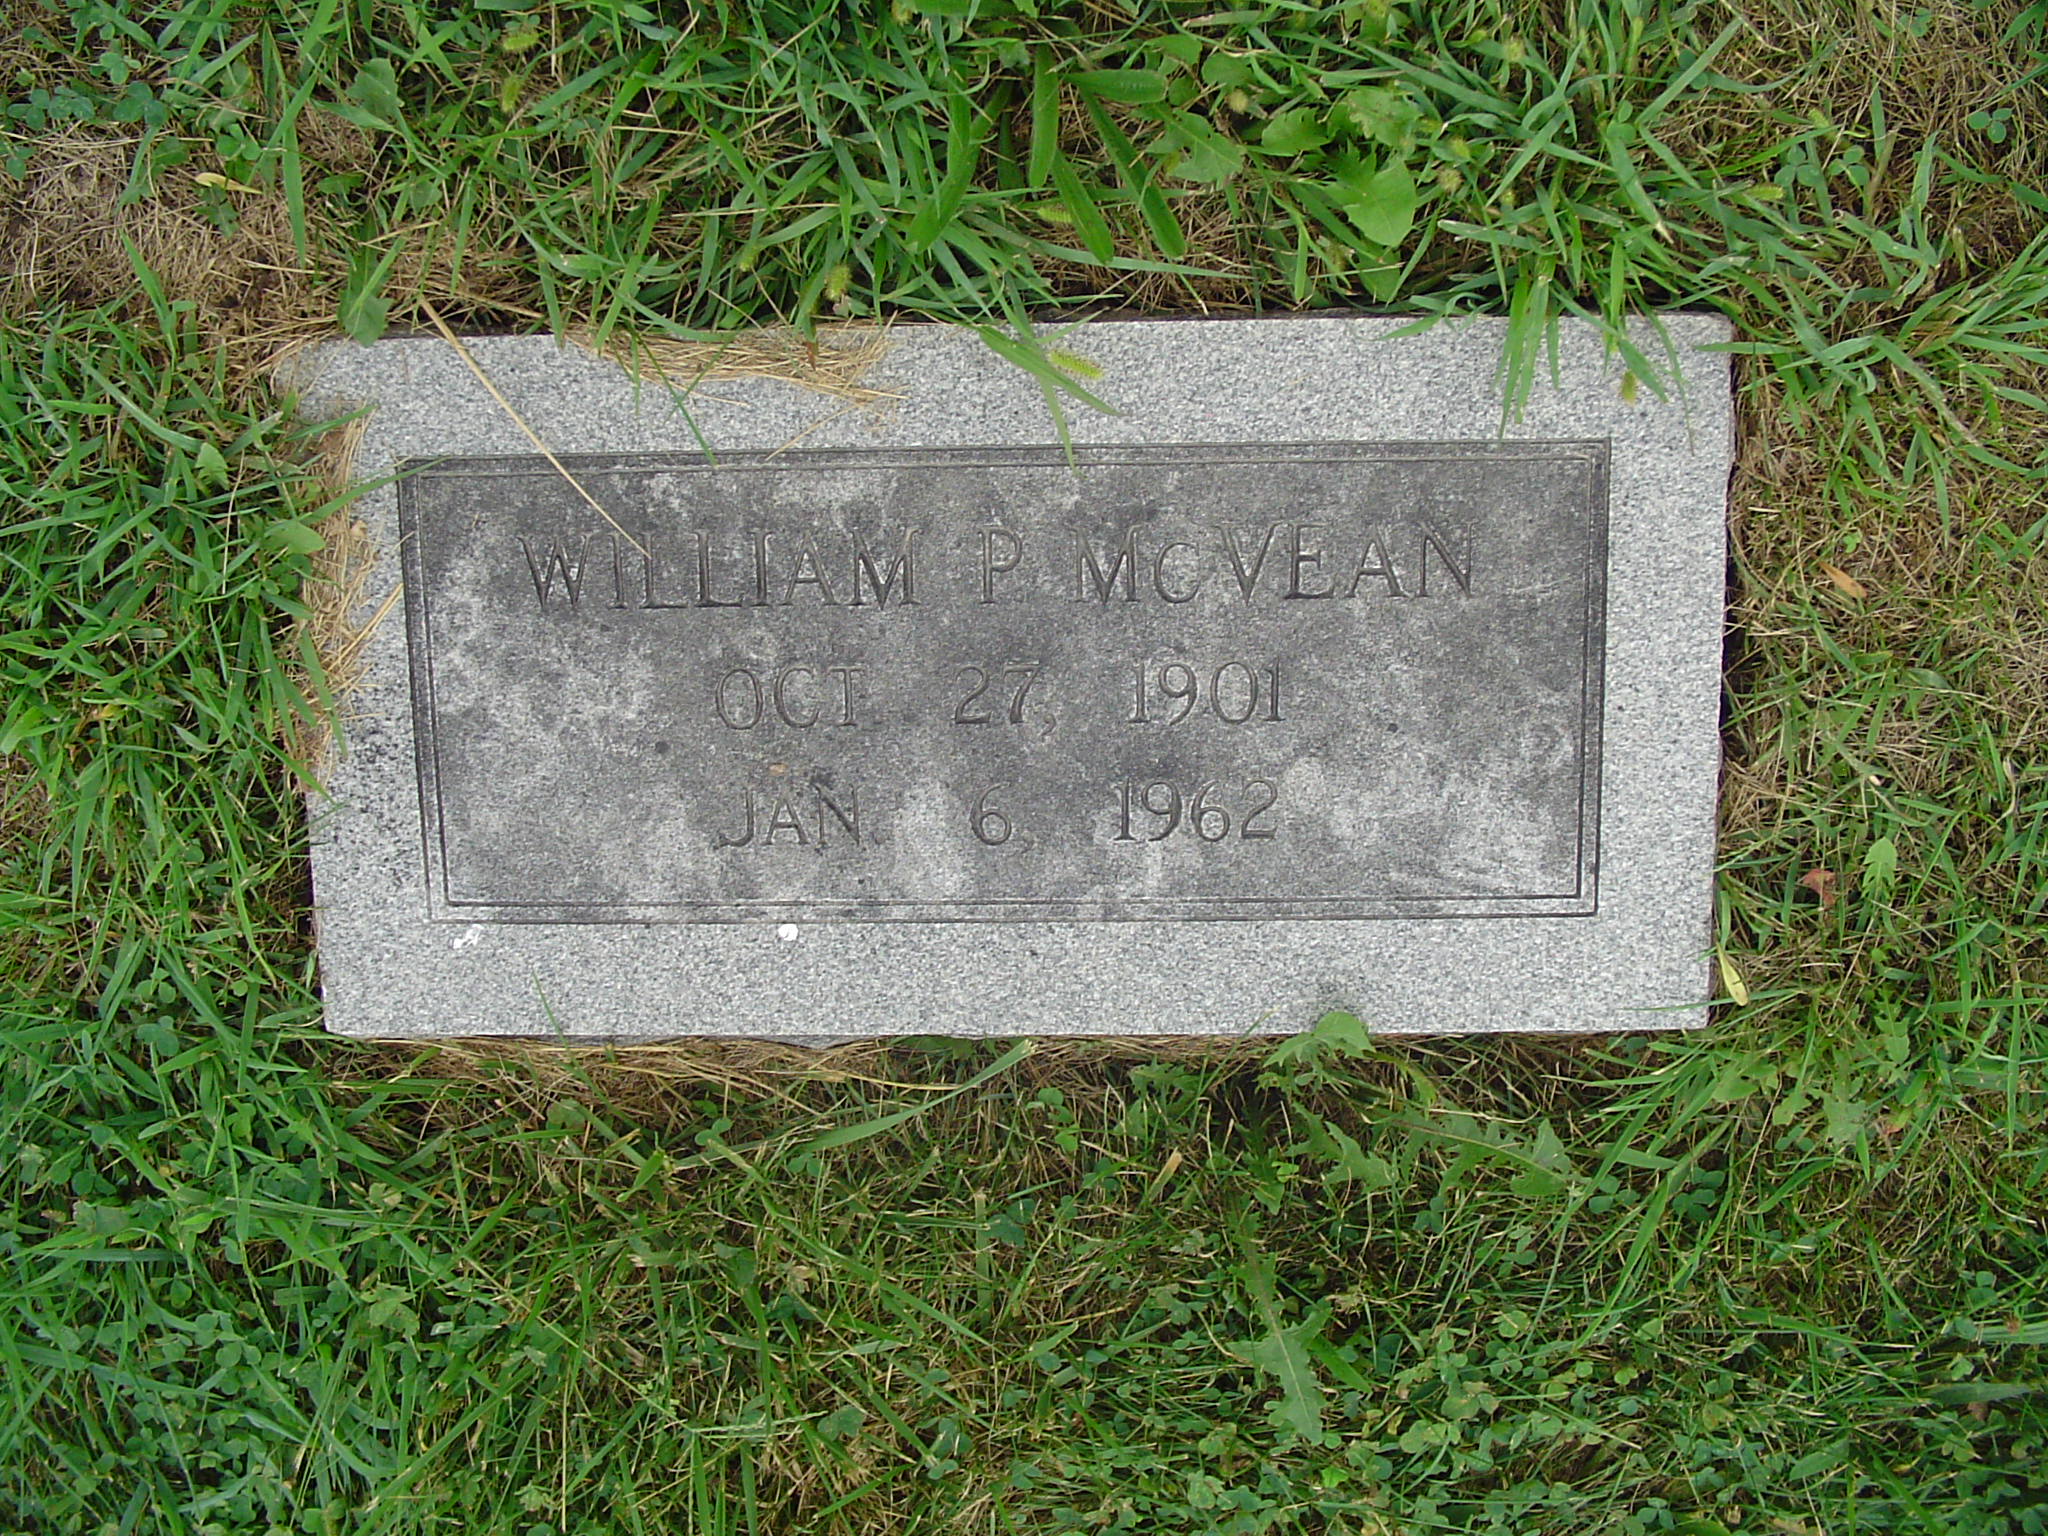 WILLIAM P. MCVEAN
OCT. 27, 1901
JAN. 6, 1962